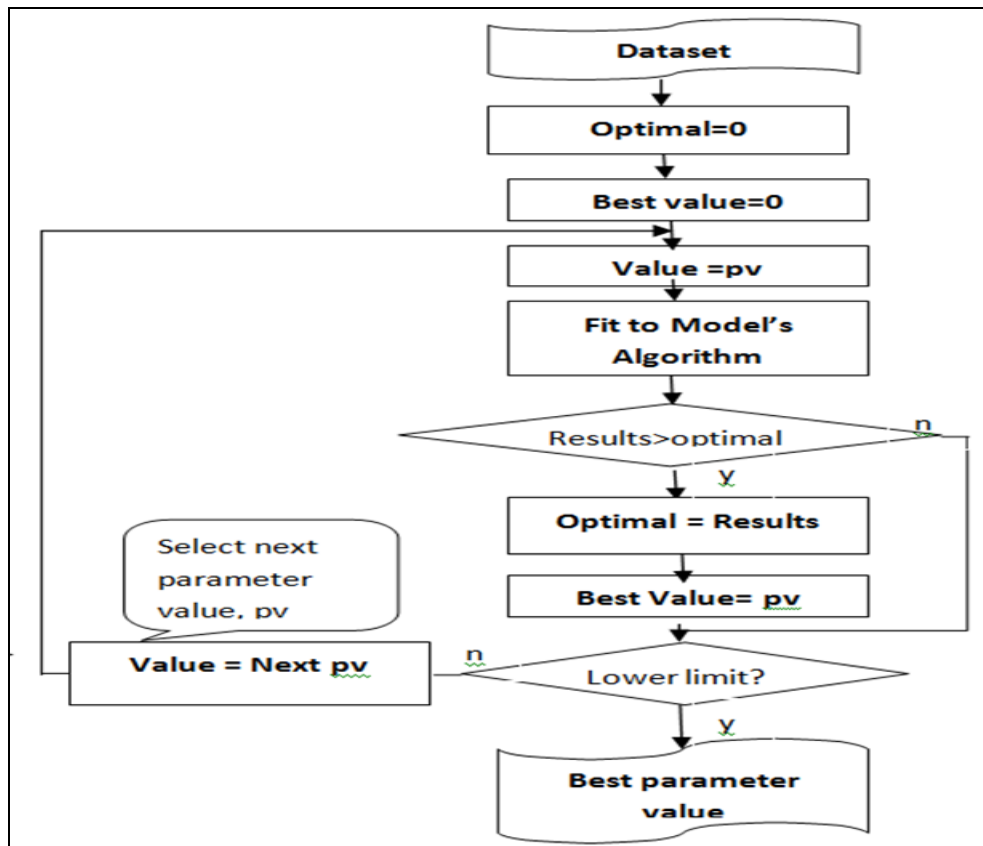 Dataset
Optimal=0
Best value=0
Value =pv
Fit to Model’s
Algorithm
Results>optimal
n
y
Optimal = Results
Best Value= pv
Select next
parameter
value, pv
Value = Next pv
n
Lower limit?
y
Best parameter
value